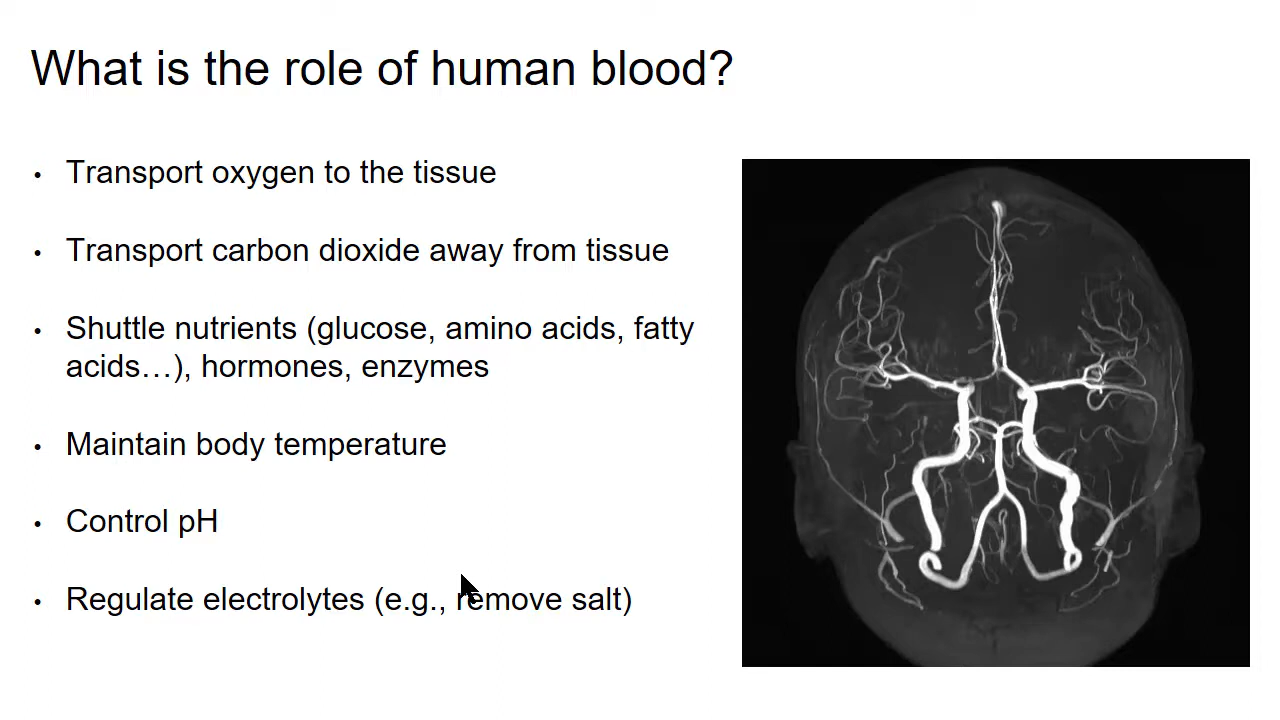 What is the role of human blood?
• Transport oxygen to the tissue
• Transport carbon dioxide away from tissue
• Shuttle nutrients (glucose, amino acids, fatty
acids…), hormones, enzymes
• Maintain body temperature
• Control pH
• Regulate electrolytes (e.g., remove salt)